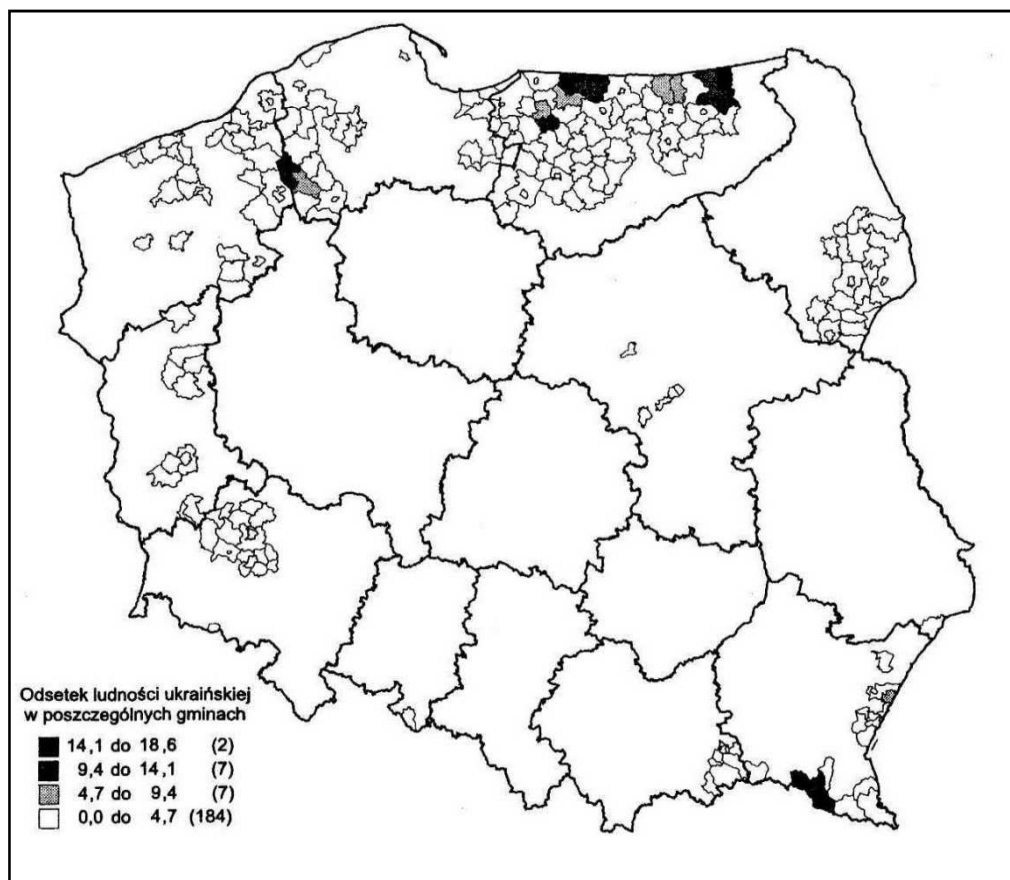 Odsetek ludności ukraińskiej
w poszczególnych gminach
14,1 do 18,6 (2)
9,4 do 14,1 (7)
4,7 do 9,4 (7)
0,0 do 4,7 (184)